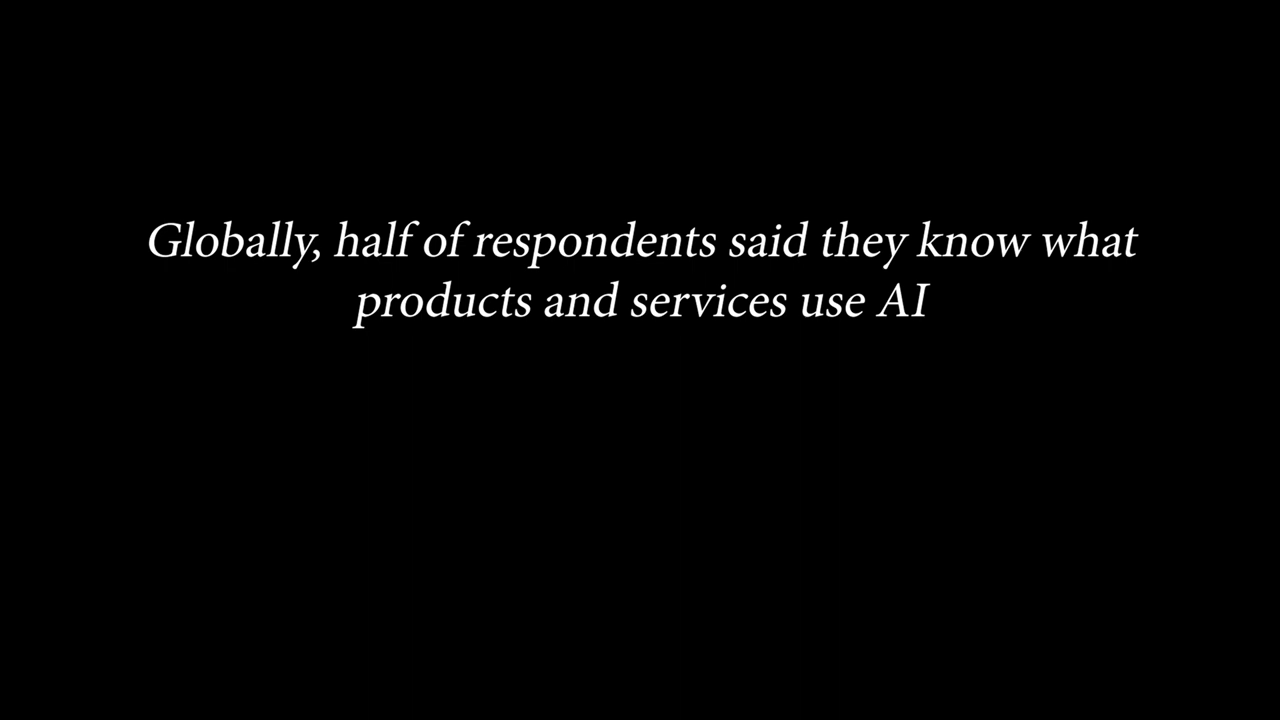 Globally, half of respondents said they know what
products and services use AI